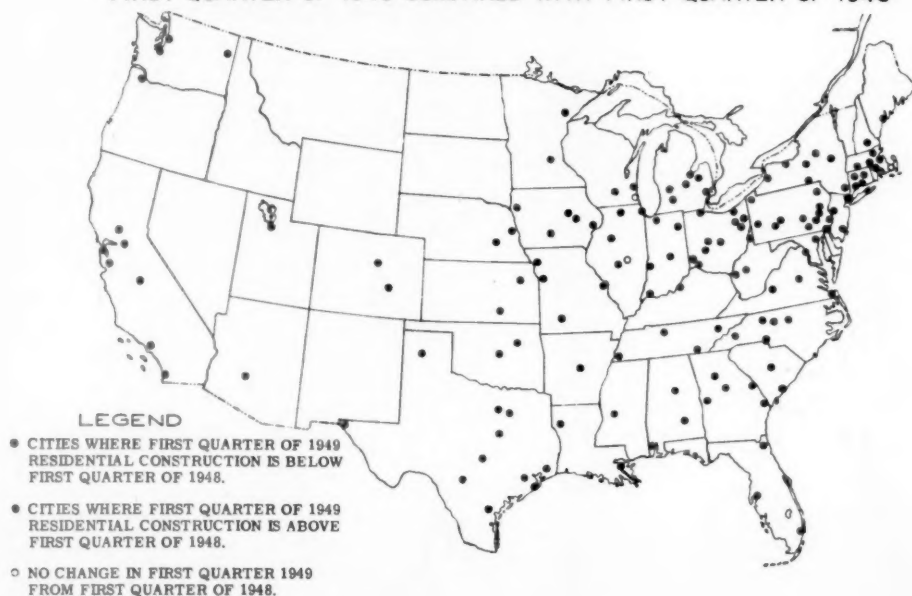 FIRST QUARTER OF 1949 COMPARED WITH FIRST QUARTER OF 1948
LEGEND
CITIES WHERE FIRST QUARTER OF 1949
RESIDENTIAL CONSTRUCTION IS BELOW
FIRST QUARTER OF 1948.
CITIES WHERE FIRST QUARTER OF 1949
RESIDENTIAL CONSTRUCTION IS ABOVE
FIRST QUARTER OF 1948.
NO CHANGE IN FIRST QUARTER 1949
FROM FIRST QUARTER OF 1948.